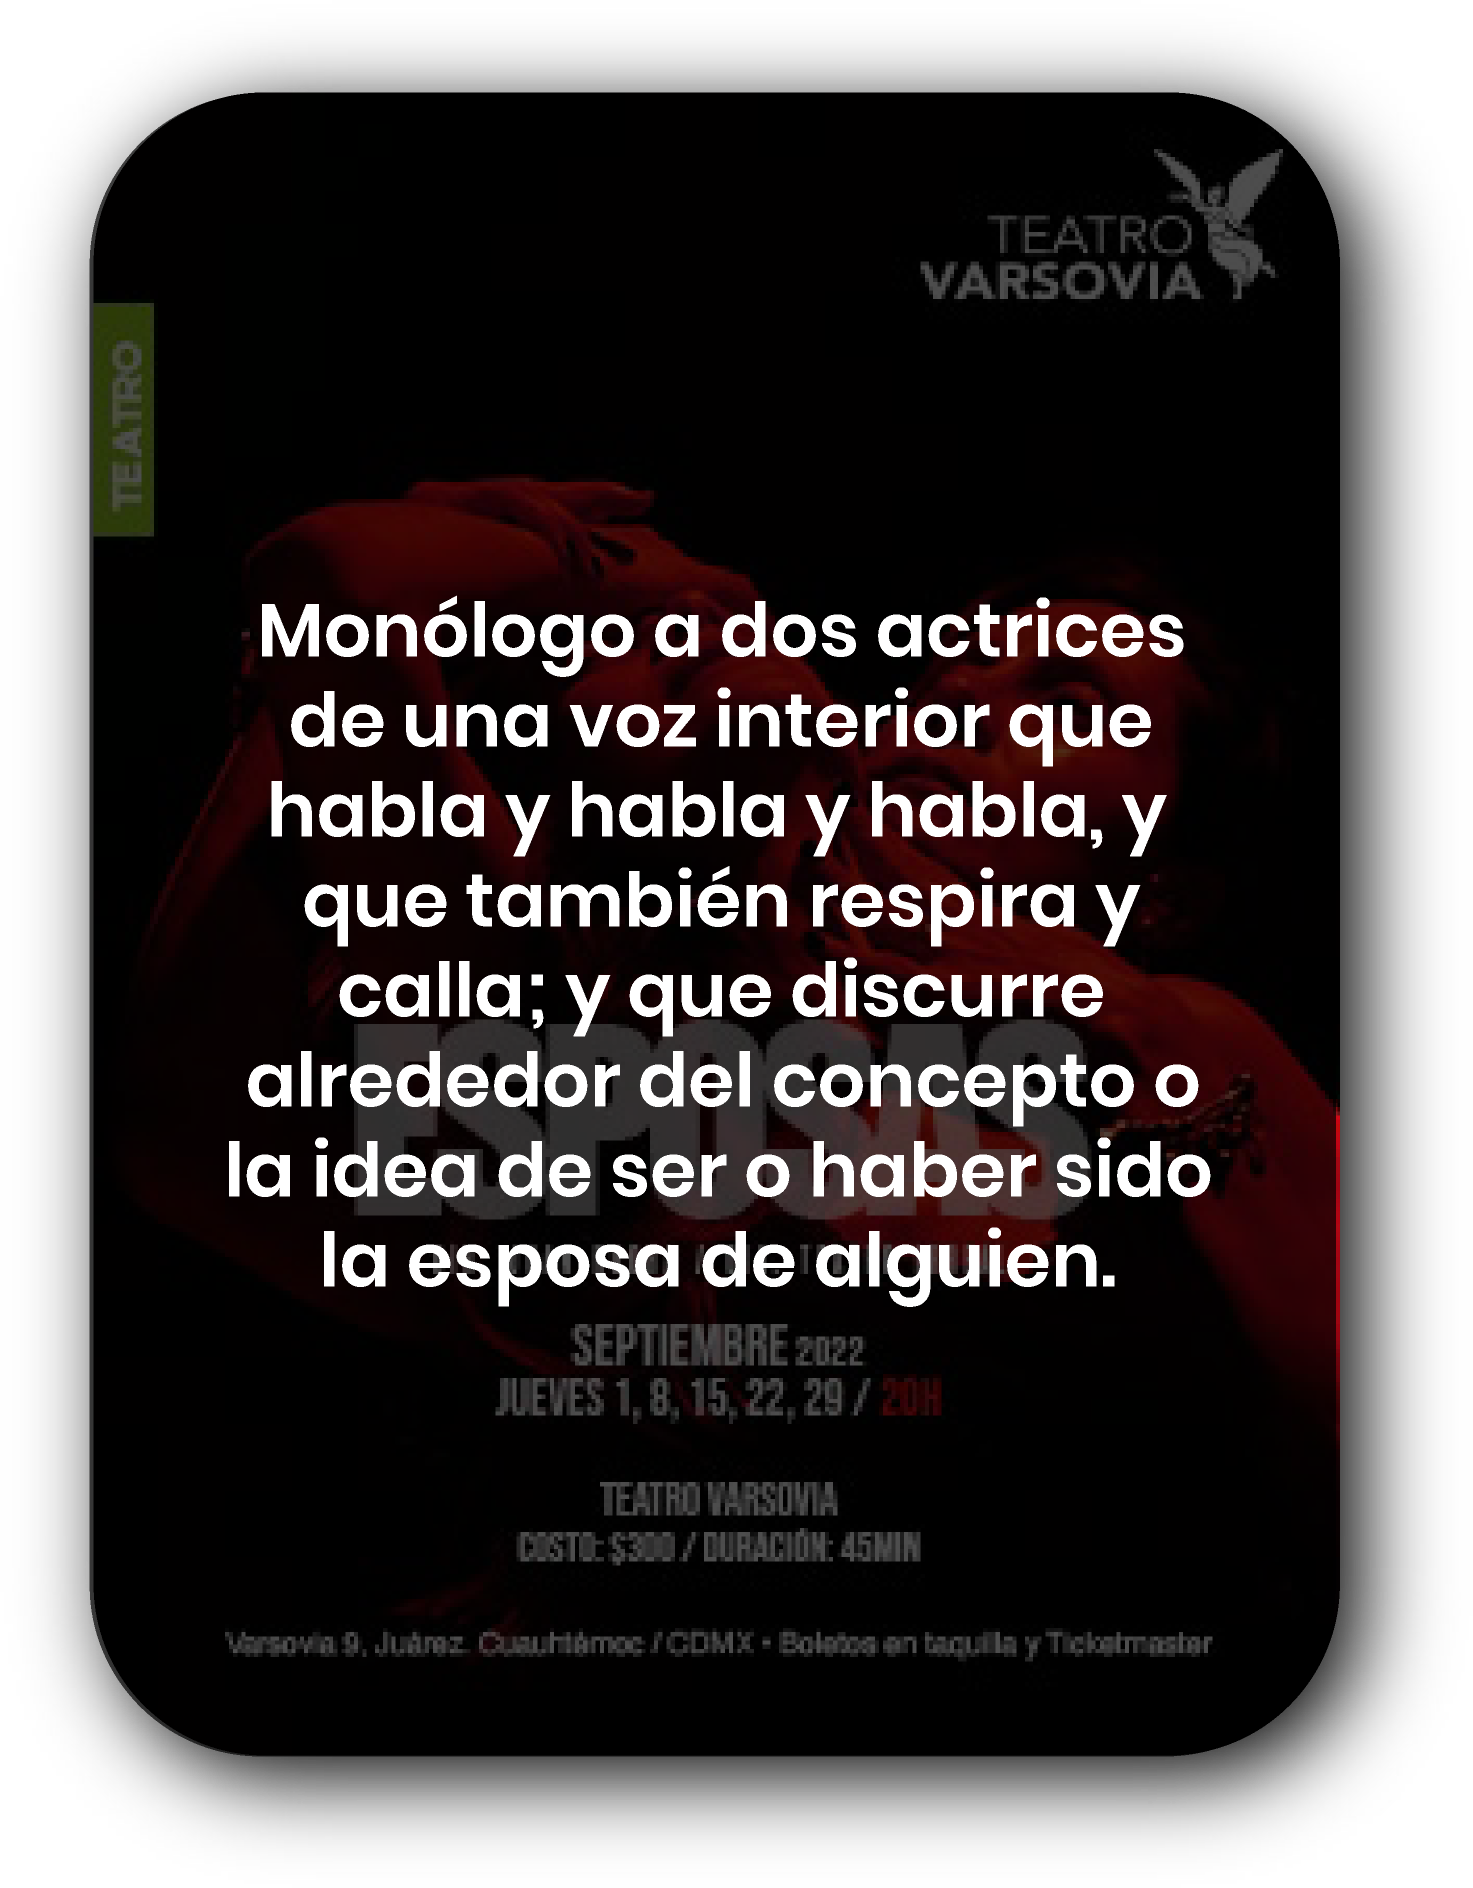 TEATRO
VARSOVIA
TEATRO
Monólogo a dos actrices
de una voz interior que
habla y habla y habla, y
que también respira y
calla; y que discurre
alrededor del concepto o
la idea de ser o haber sido
la esposa de alguien.
ESPOSAS
SEPTIEMBRE 2022
JUEVES 1, 8, 15, 22, 29 / 20H
TEATRO VARSOVIA
COSTO: $300 / DURACIÓN: 45MIN
Varsovia 9, Juárez. Cuauhtémoc / CDMX • Boletos en taquilla y Ticketmaster